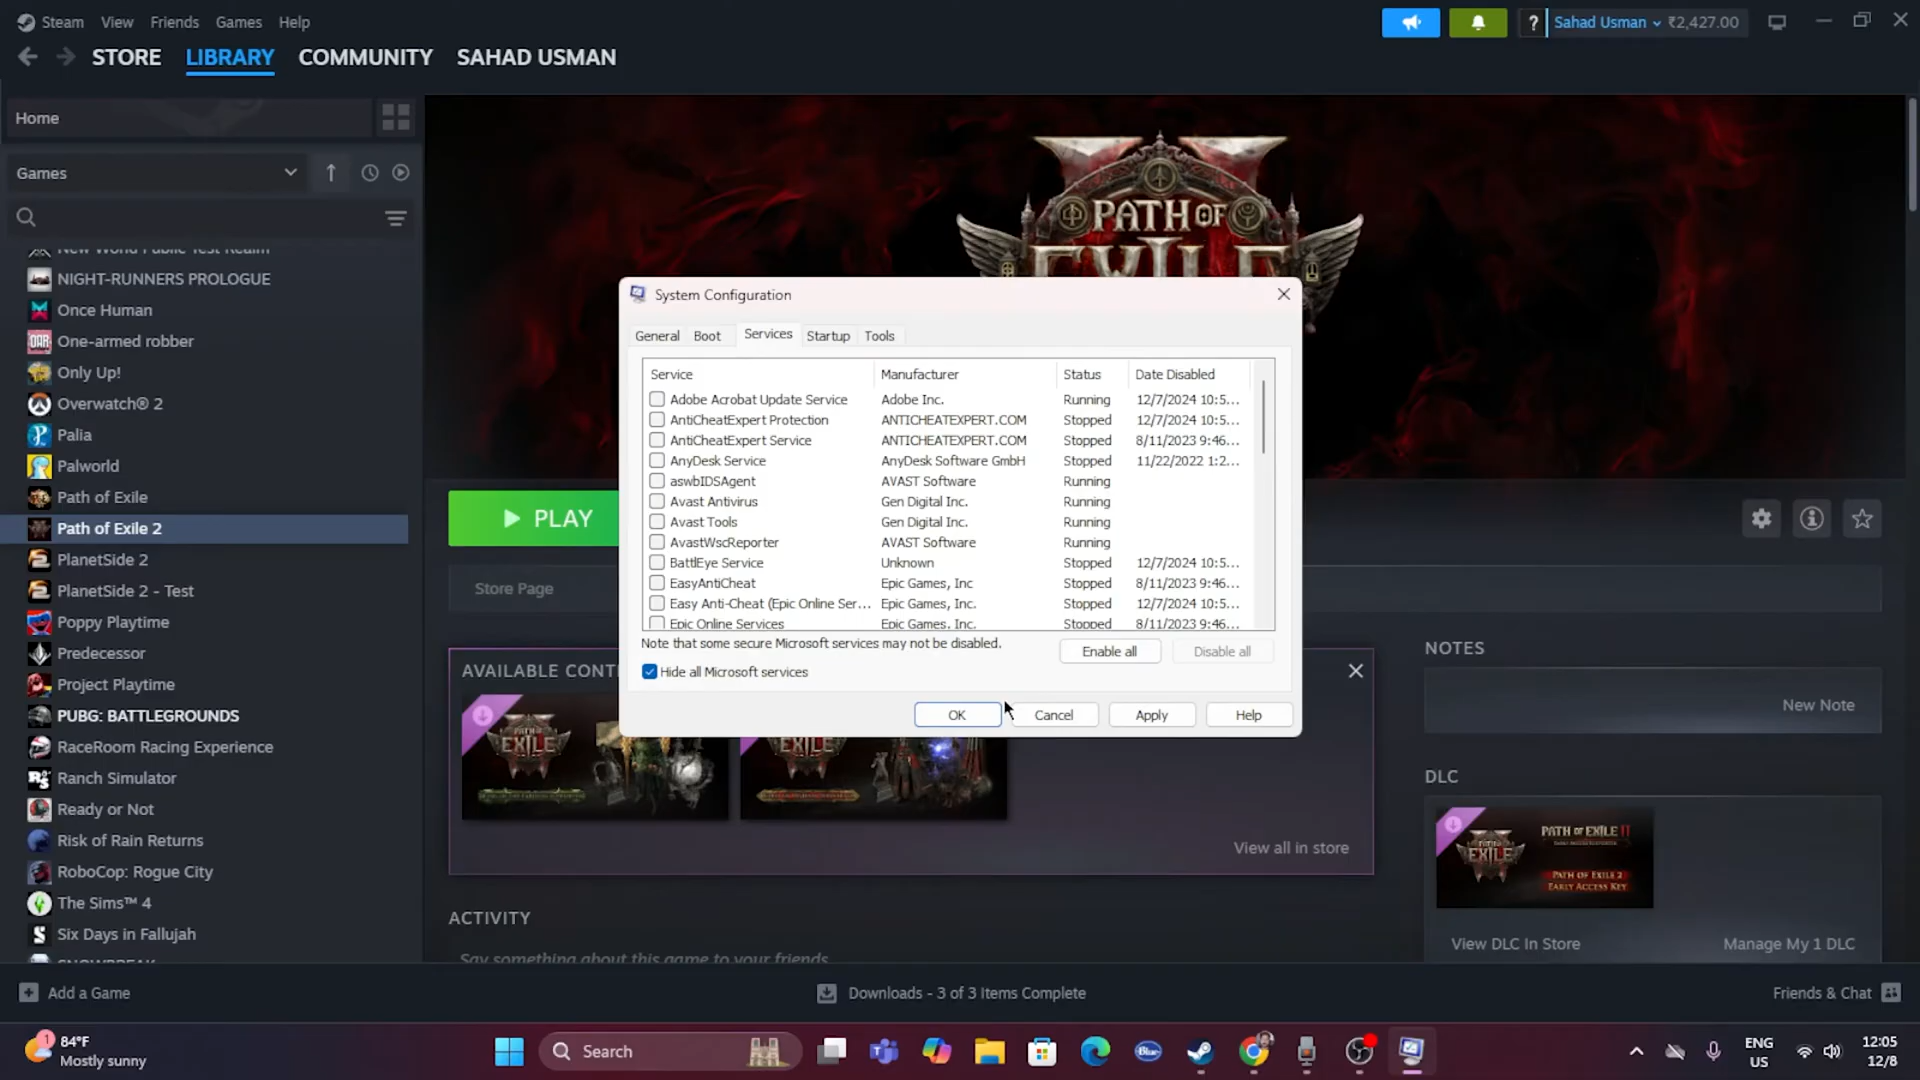 Steam View Friends Games Help
? Sahad Usman ₹2,427.00
STORE LIBRARY COMMUNITY SAHAD USMAN
Home
Games
New World Public Test Realm
NIGHT-RUNNERS PROLOGUE
Once Human
One-armed robber
Only Up!
Overwatch® 2
Palia
Palworld
Path of Exile
Path of Exile 2
PlanetSide 2
PlanetSide 2 - Test
Poppy Playtime
Predecessor
Project Playtime
PUBG: BATTLEGROUNDS
RaceRoom Racing Experience
Ranch Simulator
Ready or Not
Risk of Rain Returns
RoboCop: Rogue City
The Sims™ 4
Six Days in Fallujah
SNOWBREAK
PATH OF
EXILE
II
System Configuration
General Boot Services Startup Tools
Service Manufacturer Status Date Disabled
Adobe Acrobat Update Service Adobe Inc. Running 12/7/2024 10:5...
AntiCheatExpert Protection ANTICHEATEXPERT.COM Stopped 12/7/2024 10:5...
AntiCheatExpert Service ANTICHEATEXPERT.COM Stopped 8/11/2023 9:46...
AnyDesk Service AnyDesk Software GmbH Stopped 11/22/2022 1:2...
aswbIDSAgent AVAST Software Running
Avast Antivirus Gen Digital Inc. Running
Avast Tools Gen Digital Inc. Running
AvastWscReporter AVAST Software Running
BattlEye Service Unknown Stopped 12/7/2024 10:5...
EasyAntiCheat Epic Games, Inc Stopped 8/11/2023 9:46...
Easy Anti-Cheat (Epic Online Ser... Epic Games, Inc. Stopped 12/7/2024 10:5...
Epic Online Services Epic Games, Inc. Stopped 8/11/2023 9:46...
Note that some secure Microsoft services may not be disabled.
Enable all Disable all
Hide all Microsoft services
OK Cancel Apply Help
PLAY
Store Page
AVAILABLE CONT
EXILE
EXILE
View all in store
ACTIVITY
Say something about this game to your friends
NOTES
New Note
DLC
PATH OF
EXILE
PATH OF EXILE II
PATH OF EXILE 2
EARLY ACCESS KEY
View DLC In Store Manage My 1 DLC
Add a Game
Downloads - 3 of 3 Items Complete
Friends & Chat
1
84°F
Mostly sunny
Search
Blue
ENG
US
12:05
12/8